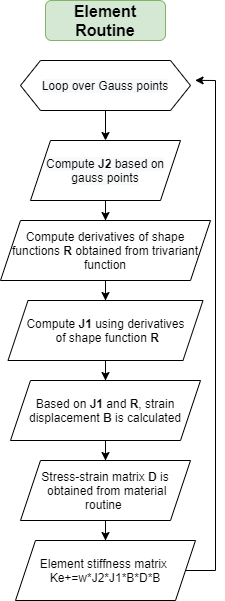 Element
Routine
Loop over Gauss points
Compute J2 based on
gauss points
Compute derivatives of shape
functions R obtained from trivariant
function
Compute J1 using derivatives
of shape function R
Based on J1 and R, strain
displacement B is calculated
Stress-strain matrix D is
obtained from material
routine
Element stiffness matrix
Ke+=w*J2*J1*B*D*B